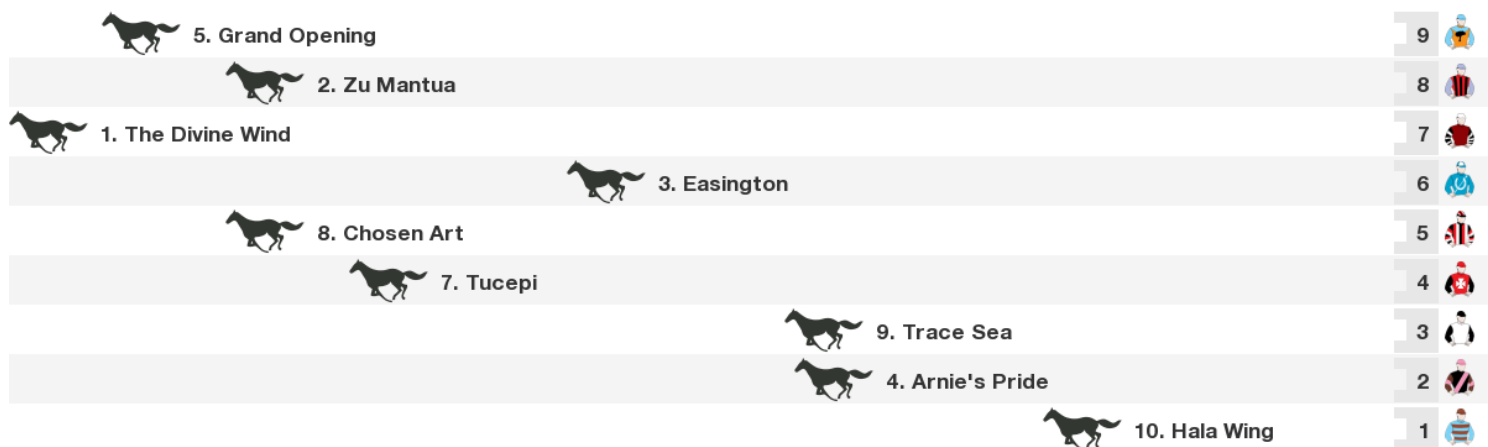 5. Grand Opening 9
2. Zu Mantua 8
1. The Divine Wind 7
3. Easington 6
8. Chosen Art 5
7. Tucepi 4
9. Trace Sea 3
4. Arnie's Pride 2
10. Hala Wing 1